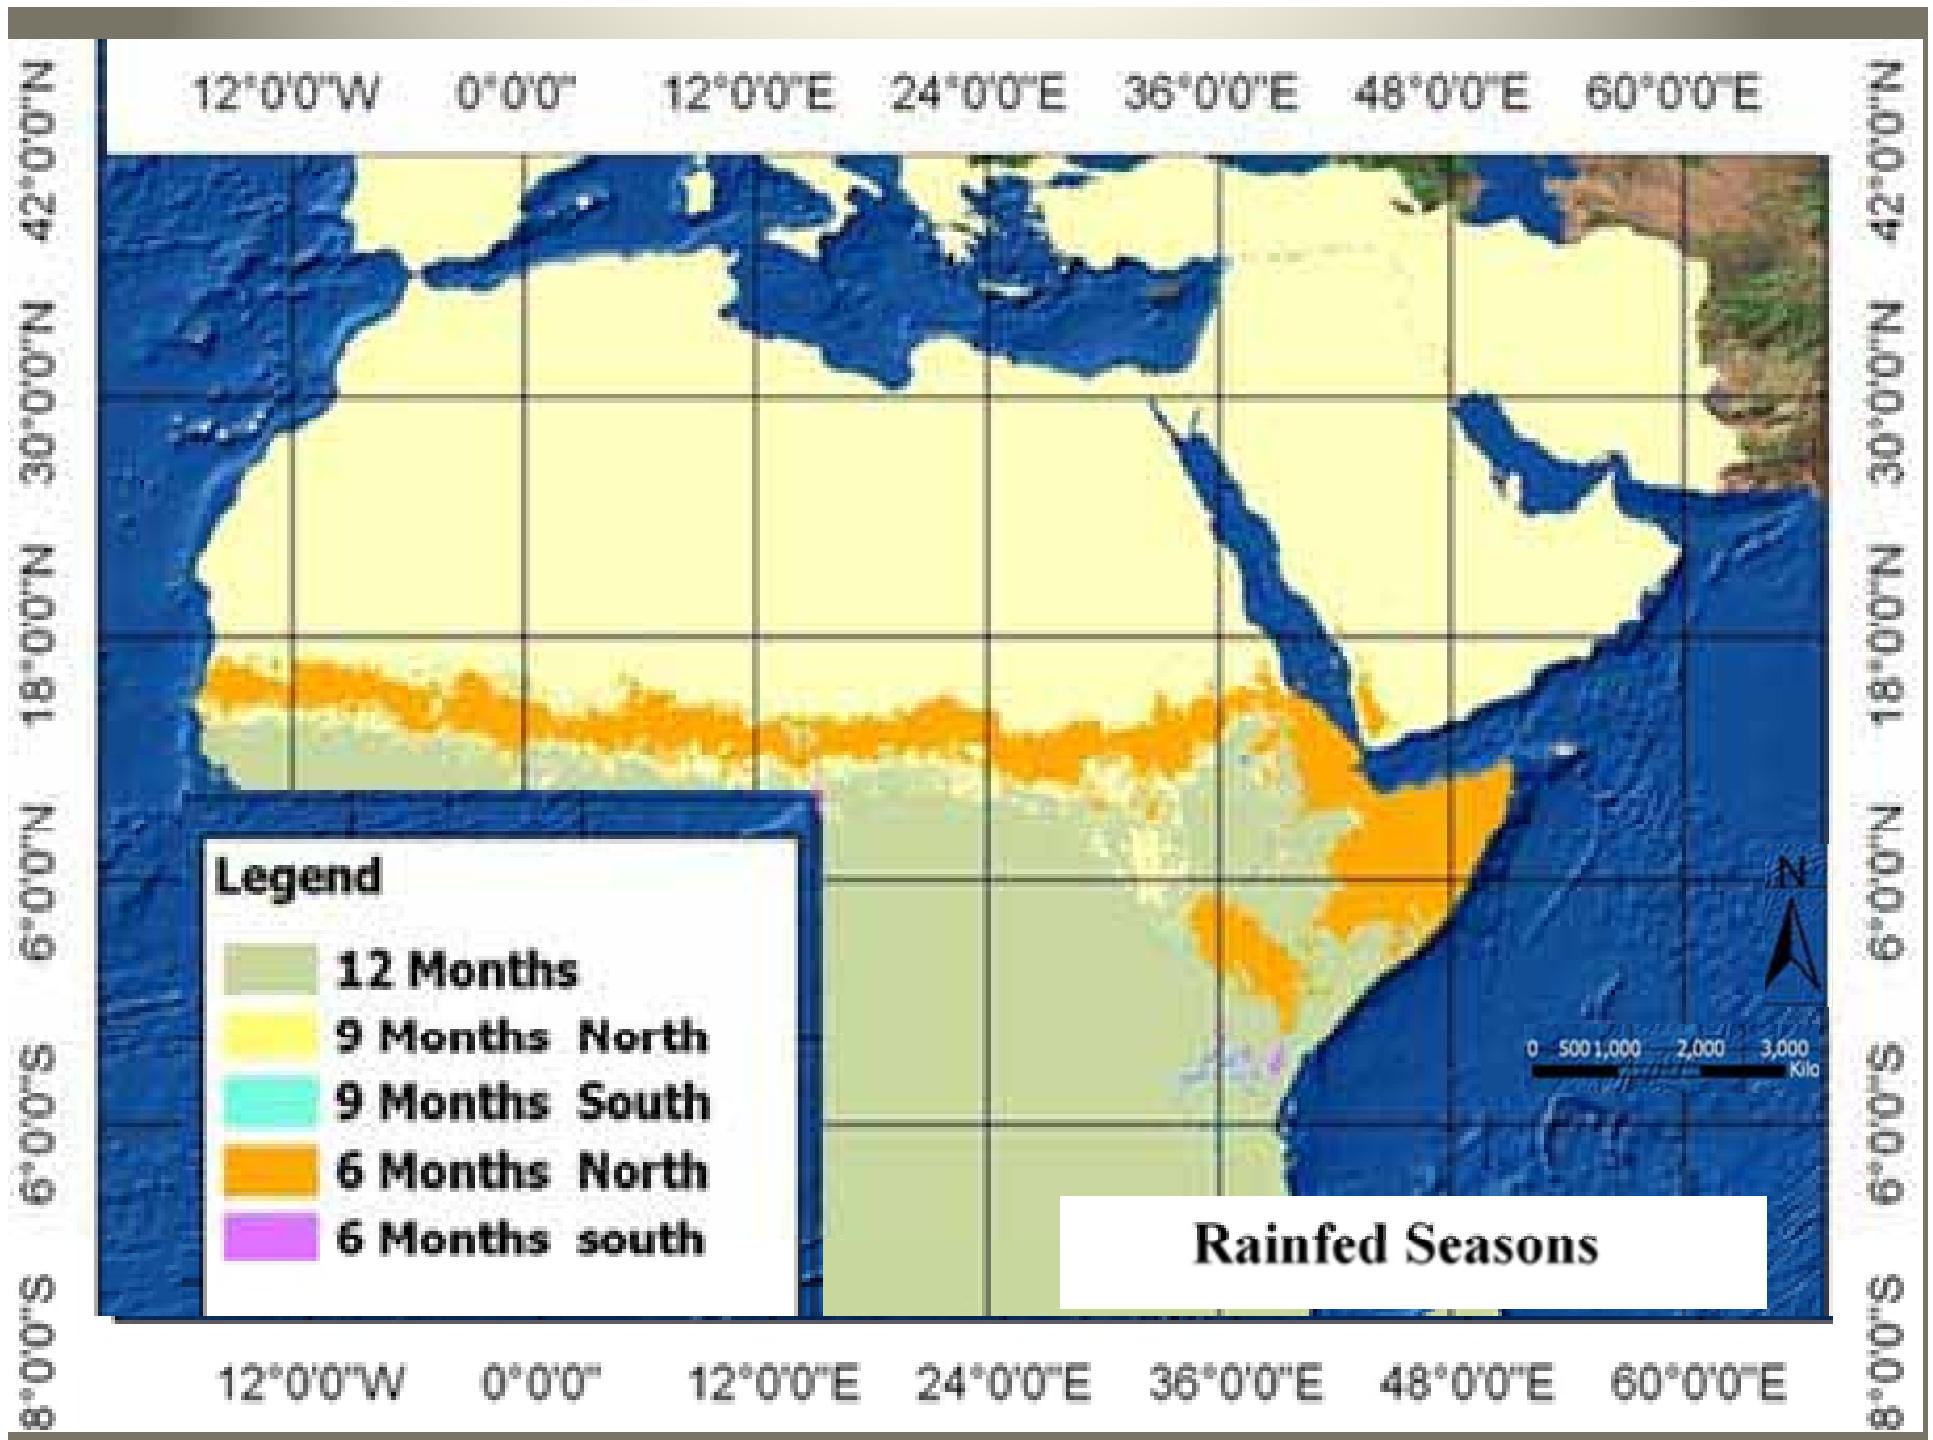 12°0'0"W 0°0'0" 12°0'0"E 24°0'0"E 36°0'0"E 48°0'0"E 60°0'0"E
42°0'0"N
30°0'0"N
18°0'0"N
6°0'0"N
6°0'0"S
8°0'0"S
42°0'0"N
30°0'0"N
18°0'0"N
6°0'0"N
6°0'0"S
8°0'0"S
N
0 500 1,000 2,000 3,000
Kilo
Legend
12 Months
9 Months North
9 Months South
6 Months North
6 Months south
Rainfed Seasons
12°0'0"W 0°0'0" 12°0'0"E 24°0'0"E 36°0'0"E 48°0'0"E 60°0'0"E